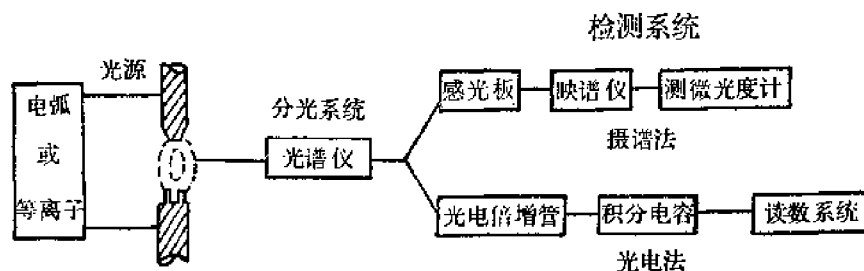 检测系统
光源
电弧
或
等离子
分光系统
光谱仪
感光板
映谱仪
测微光度计
摄谱法
光电倍增管
积分电容
读数系统
光电法